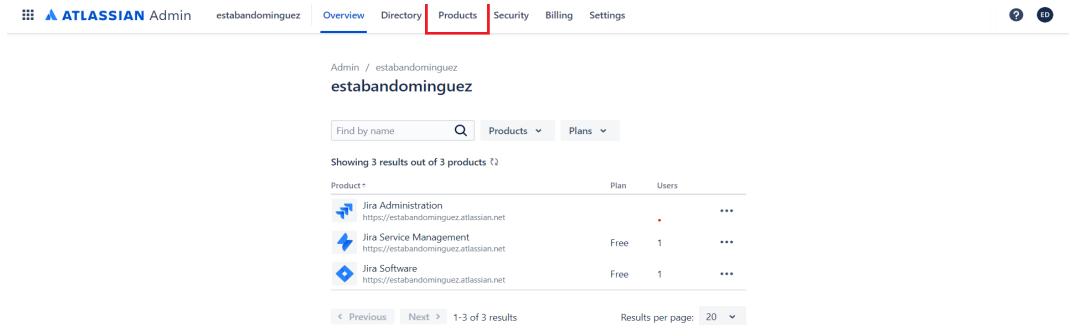 ATLASSIAN Admin estabandominguez Overview Directory Products Security Billing Settings ED
Admin / estabandominguez
estabandominguez
Find by name Products Plans
Showing 3 results out of 3 products
Product Plan Users
Jira Administration
https://estabandominguez.atlassian.net
Jira Service Management Free 1
https://estabandominguez.atlassian.net
Jira Software Free 1
https://estabandominguez.atlassian.net
Previous Next 1-3 of 3 results Results per page: 20